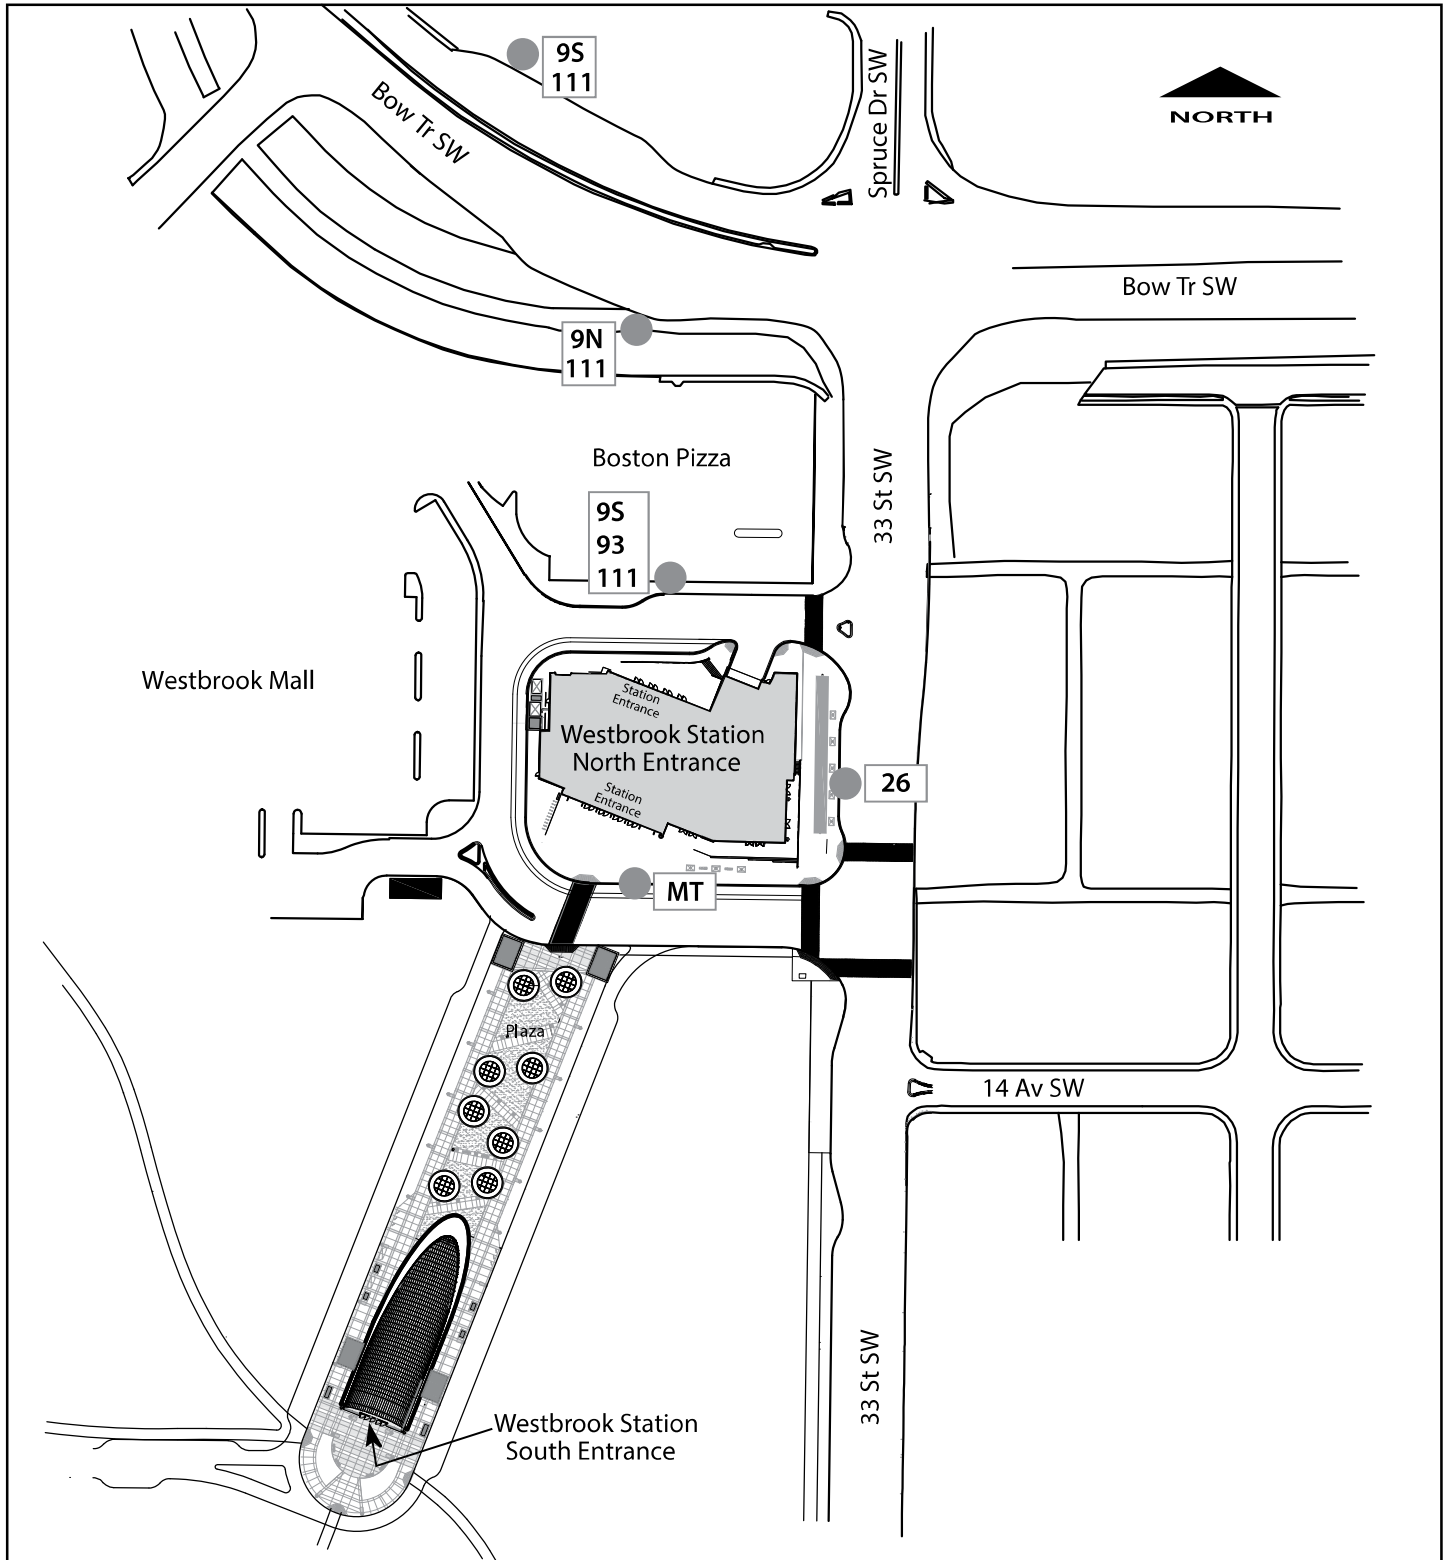 9S
111
Bow Tr SW
Spruce Dr SW
NORTH
Bow Tr SW
9N
111
Boston Pizza
33 St SW
9S
93
111
Westbrook Mall
Station
Entrance
Westbrook Station
North Entrance
Station
Entrance
26
MT
Plaza
14 Av SW
33 St SW
Westbrook Station
South Entrance